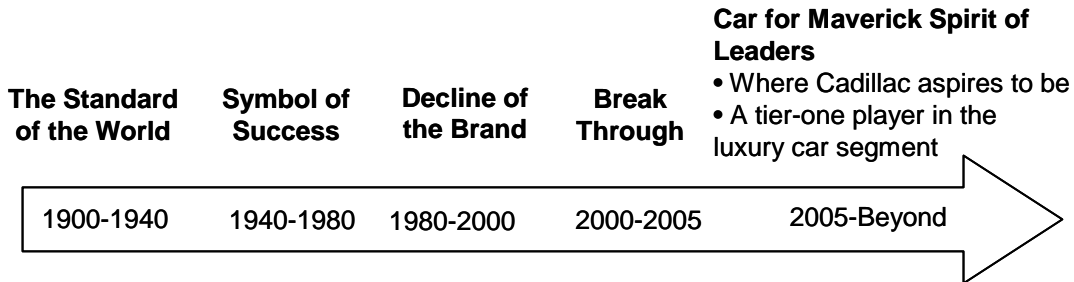 The Standard
of the World
Symbol of
Success
Decline of
the Brand
Break
Through
Car for Maverick Spirit of
Leaders
• Where Cadillac aspires to be
• A tier-one player in the
luxury car segment
1900-1940
1940-1980
1980-2000
2000-2005
2005-Beyond